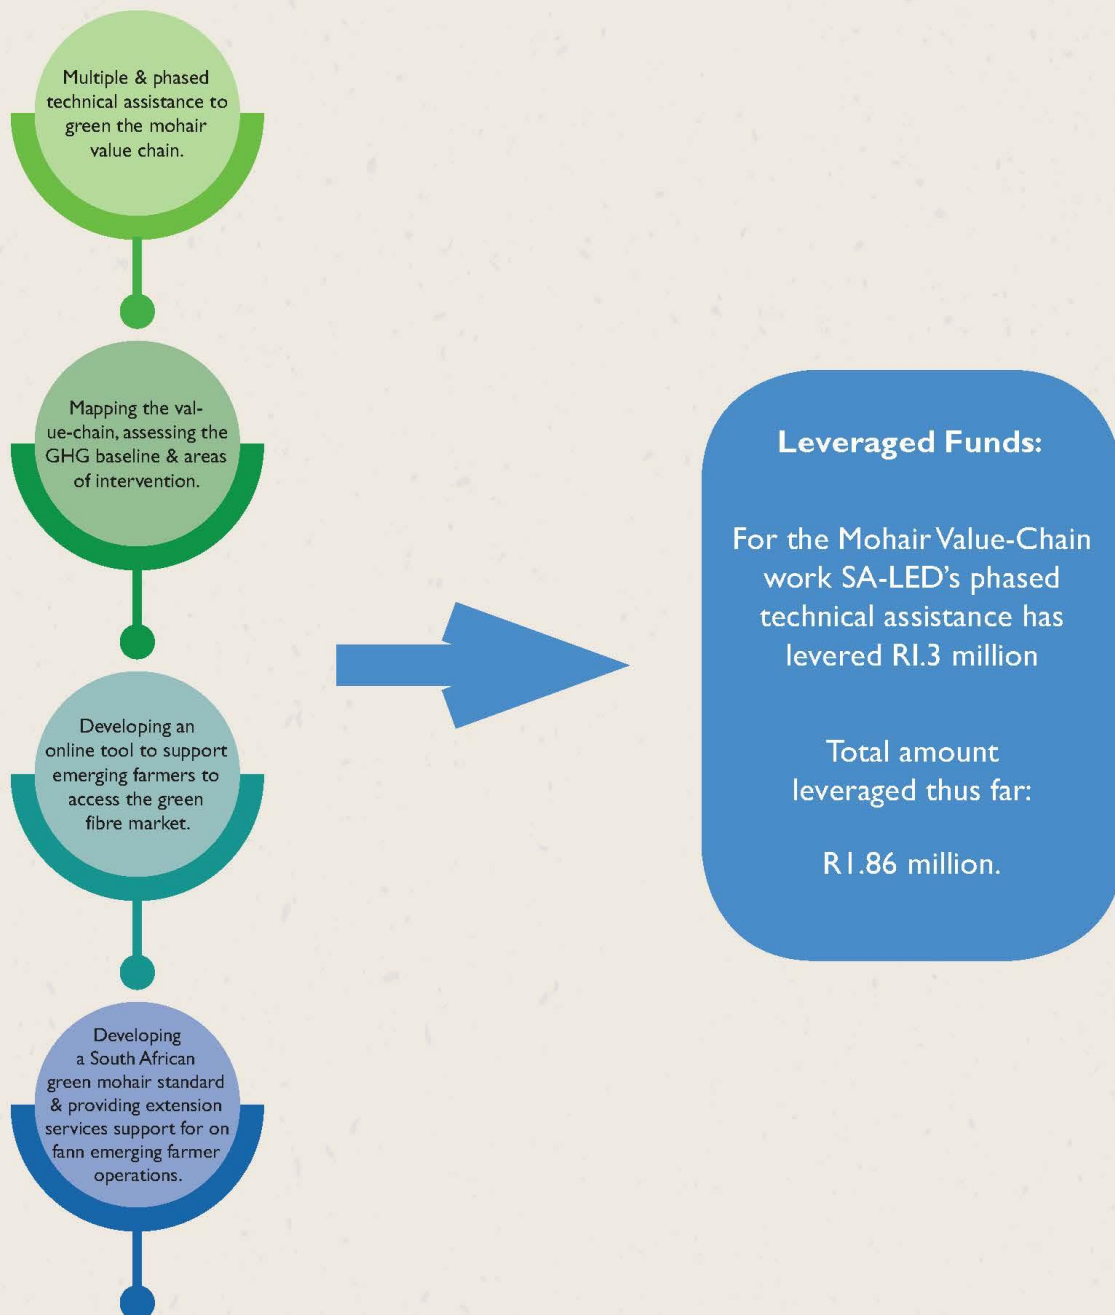 Multiple & phased
technical assistance to
green the mohair
value chain.
Mapping the val-
ue-chain, assessing the
GHG baseline & areas
of intervention.
Developing an
online tool to support
emerging farmers to
access the green
fibre market.
Developing
a South African
green mohair standard
& providing extension
services support for on
fann emerging farmer
operations.
Leveraged Funds:
For the Mohair Value-Chain
work SA-LED's phased
technical assistance has
levered RI.3 million
Total amount
leveraged thus far:
R1.86 million.